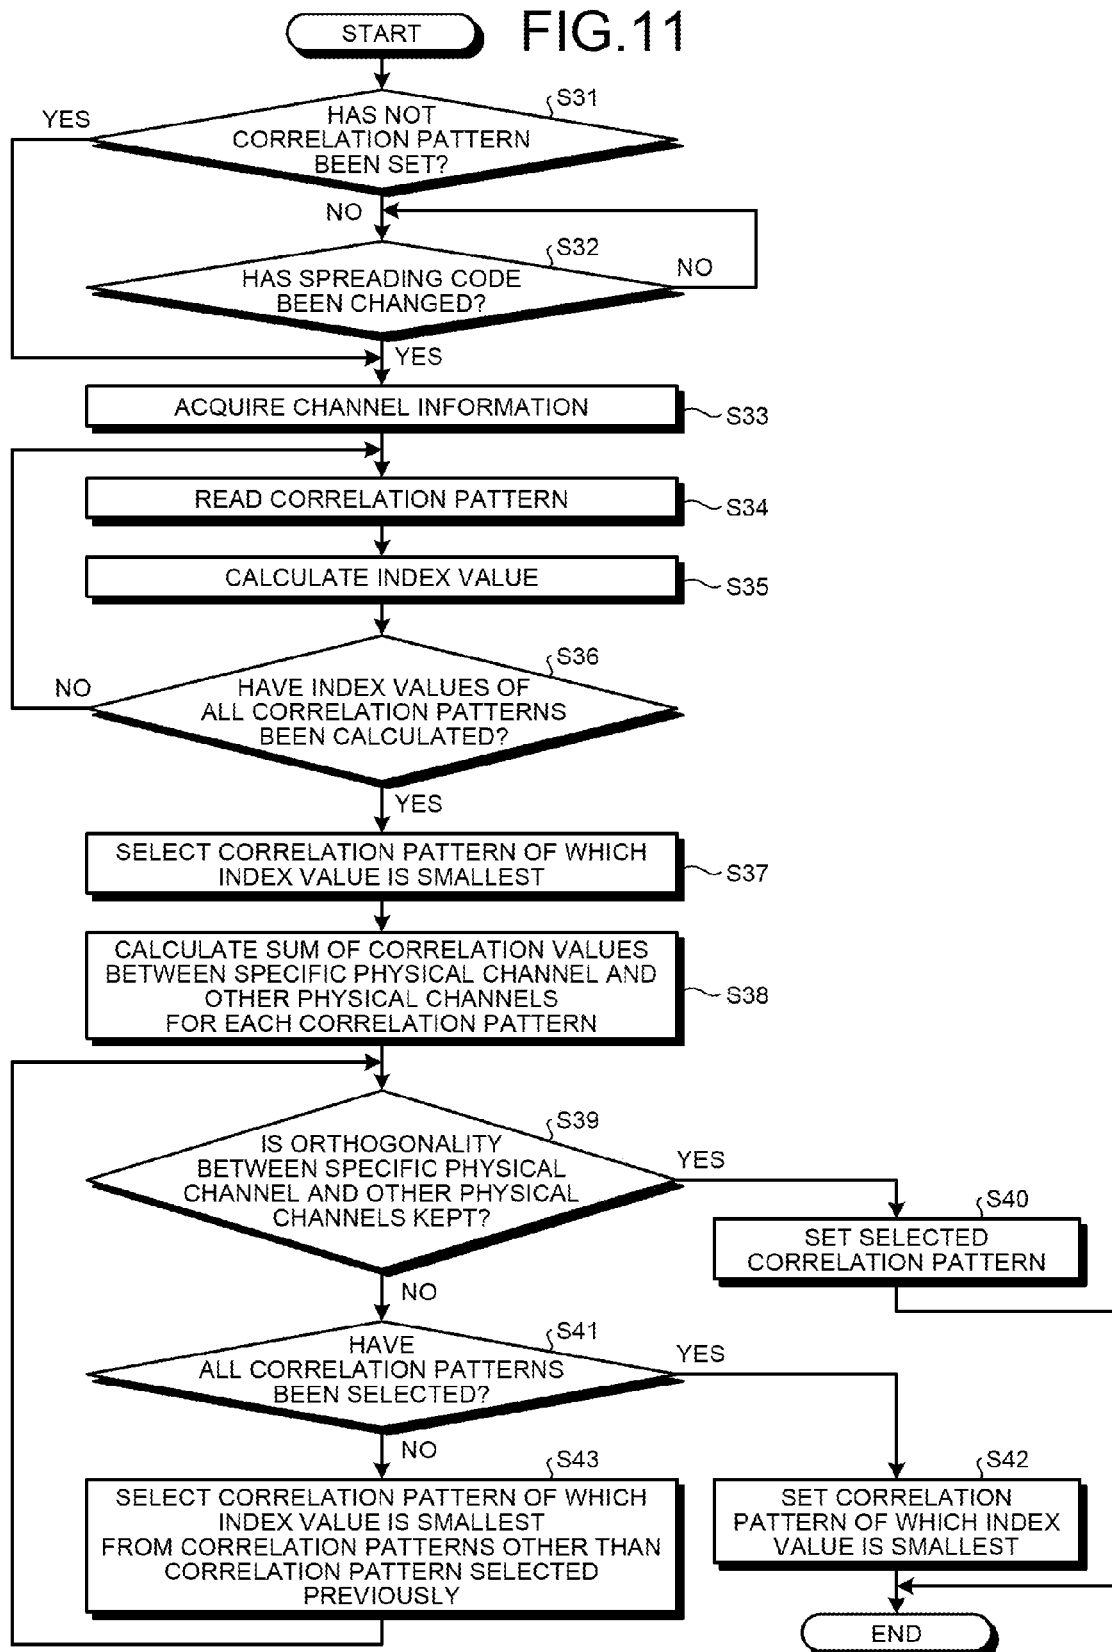 START
FIG.11
S31
YES
HAS NOT
CORRELATION PATTERN
BEEN SET?
NO
S32
NO
HAS SPREADING CODE
BEEN CHANGED?
YES
ACQUIRE CHANNEL INFORMATION
S33
READ CORRELATION PATTERN
S34
CALCULATE INDEX VALUE
S35
S36
NO
HAVE INDEX VALUES OF
ALL CORRELATION PATTERNS
BEEN CALCULATED?
YES
SELECT CORRELATION PATTERN OF WHICH
INDEX VALUE IS SMALLEST
S37
CALCULATE SUM OF CORRELATION VALUES
BETWEEN SPECIFIC PHYSICAL CHANNEL AND
OTHER PHYSICAL CHANNELS
FOR EACH CORRELATION PATTERN
S38
S39
IS ORTHOGONALITY
BETWEEN SPECIFIC PHYSICAL
CHANNEL AND OTHER PHYSICAL
CHANNELS KEPT?
YES
S40
SET SELECTED
CORRELATION PATTERN
NO
S41
HAVE
ALL CORRELATION PATTERNS
BEEN SELECTED?
YES
NO
S43
SELECT CORRELATION PATTERN OF WHICH
INDEX VALUE IS SMALLEST
FROM CORRELATION PATTERNS OTHER THAN
CORRELATION PATTERN SELECTED
PREVIOUSLY
S42
SET CORRELATION
PATTERN OF WHICH INDEX
VALUE IS SMALLEST
END